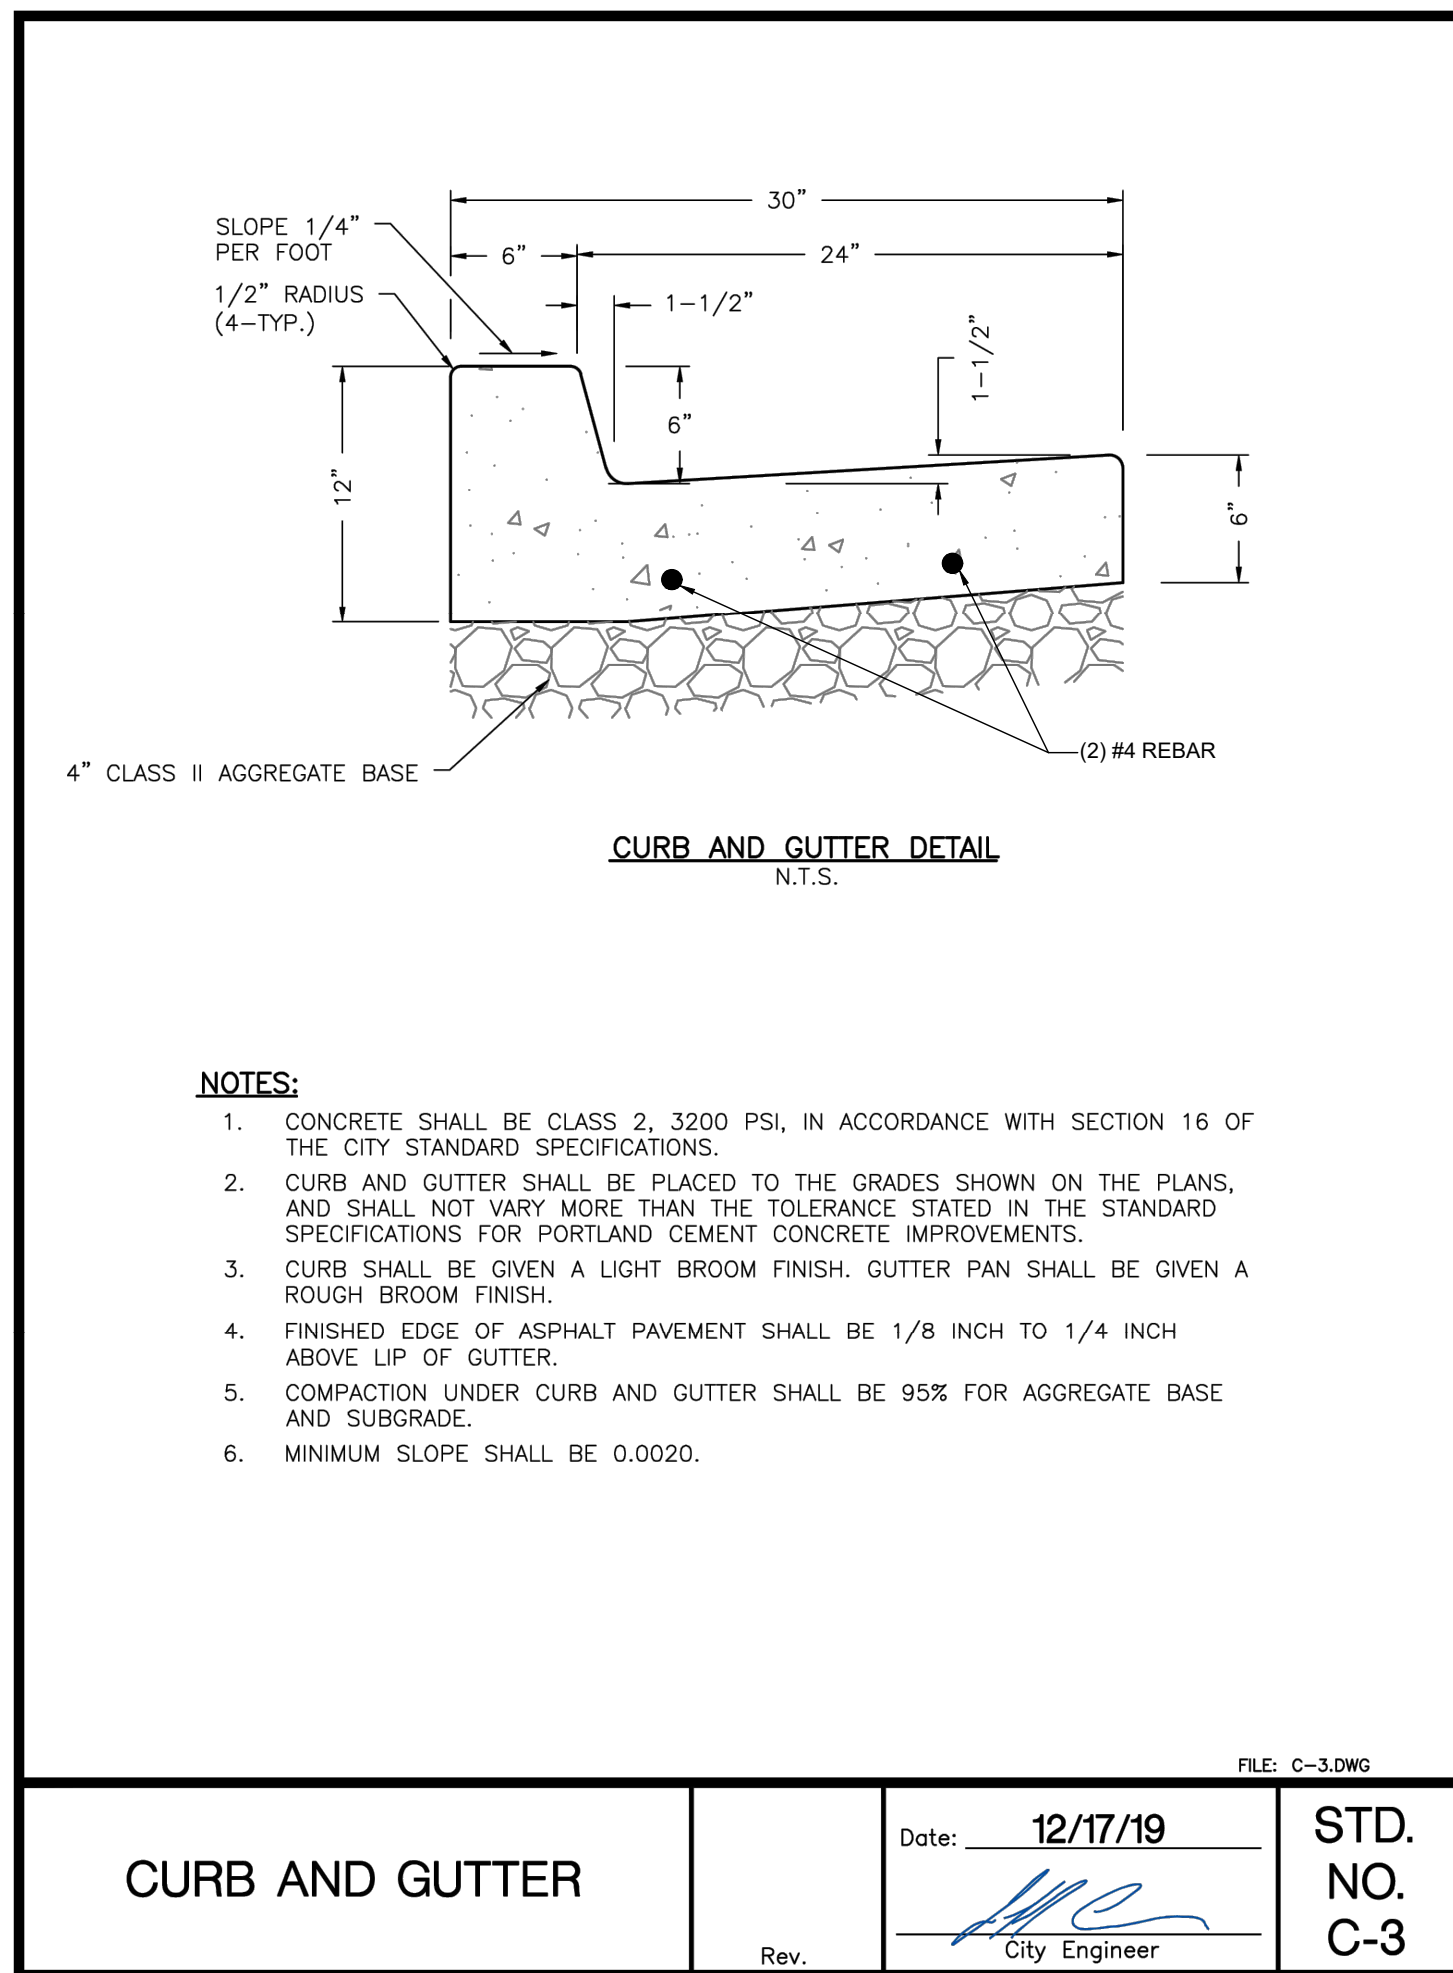 30”
SLOPE 1/4”
PER FOOT
6”
24”
1/2” RADIUS
(4–TYP.)
1–1/2”
1–1/2”
6”
12”
6”
(2) #4 REBAR
4” CLASS II AGGREGATE BASE
CURB AND GUTTER DETAIL
N.T.S.
NOTES:
1. CONCRETE SHALL BE CLASS 2, 3200 PSI, IN ACCORDANCE WITH SECTION 16 OF
THE CITY STANDARD SPECIFICATIONS.
2. CURB AND GUTTER SHALL BE PLACED TO THE GRADES SHOWN ON THE PLANS,
AND SHALL NOT VARY MORE THAN THE TOLERANCE STATED IN THE STANDARD
SPECIFICATIONS FOR PORTLAND CEMENT CONCRETE IMPROVEMENTS.
3. CURB SHALL BE GIVEN A LIGHT BROOM FINISH. GUTTER PAN SHALL BE GIVEN A
ROUGH BROOM FINISH.
4. FINISHED EDGE OF ASPHALT PAVEMENT SHALL BE 1/8 INCH TO 1/4 INCH
ABOVE LIP OF GUTTER.
5. COMPACTION UNDER CURB AND GUTTER SHALL BE 95% FOR AGGREGATE BASE
AND SUBGRADE.
6. MINIMUM SLOPE SHALL BE 0.0020.
FILE: C–3.DWG
CURB AND GUTTER
Rev.
Date: 12/17/19
City Engineer
STD.
NO.
C-3